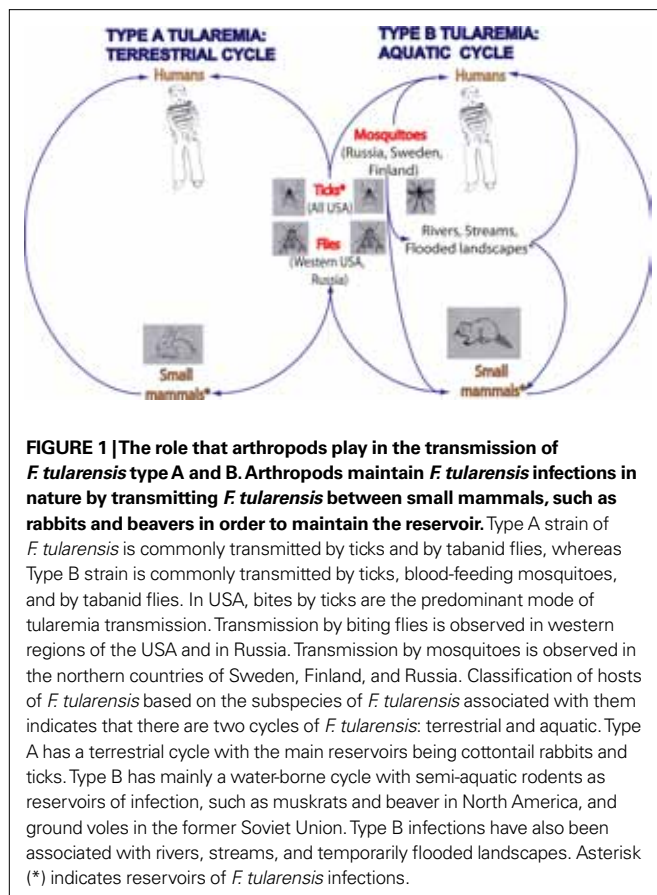 TYPE A TULAREMIA:
TERRESTRIAL CYCLE
Humans
TYPE B TULAREMIA:
AQUATIC CYCLE
Humans
Mosquitoes
(Russia, Sweden,
Finland)
Ticks*
(All USA)
Flies
(Western USA,
Russia)
Rivers, Streams,
Flooded landscapes*
Small
mammals*
Small
mammals*
FIGURE 1 | The role that arthropods play in the transmission of
F. tularensis type A and B. Arthropods maintain F. tularensis infections in
nature by transmitting F. tularensis between small mammals, such as
rabbits and beavers in order to maintain the reservoir. Type A strain of
F. tularensis is commonly transmitted by ticks and by tabanid flies, whereas
Type B strain is commonly transmitted by ticks, blood-feeding mosquitoes,
and by tabanid flies. In USA, bites by ticks are the predominant mode of
tularemia transmission. Transmission by biting flies is observed in western
regions of the USA and in Russia. Transmission by mosquitoes is observed in
the northern countries of Sweden, Finland, and Russia. Classification of hosts
of F. tularensis based on the subspecies of F. tularensis associated with them
indicates that there are two cycles of F. tularensis: terrestrial and aquatic. Type
A has a terrestrial cycle with the main reservoirs being cottontail rabbits and
ticks. Type B has mainly a water-borne cycle with semi-aquatic rodents as
reservoirs of infection, such as muskrats and beaver in North America, and
ground voles in the former Soviet Union. Type B infections have also been
associated with rivers, streams, and temporarily flooded landscapes. Asterisk
(*) indicates reservoirs of F. tularensis infections.